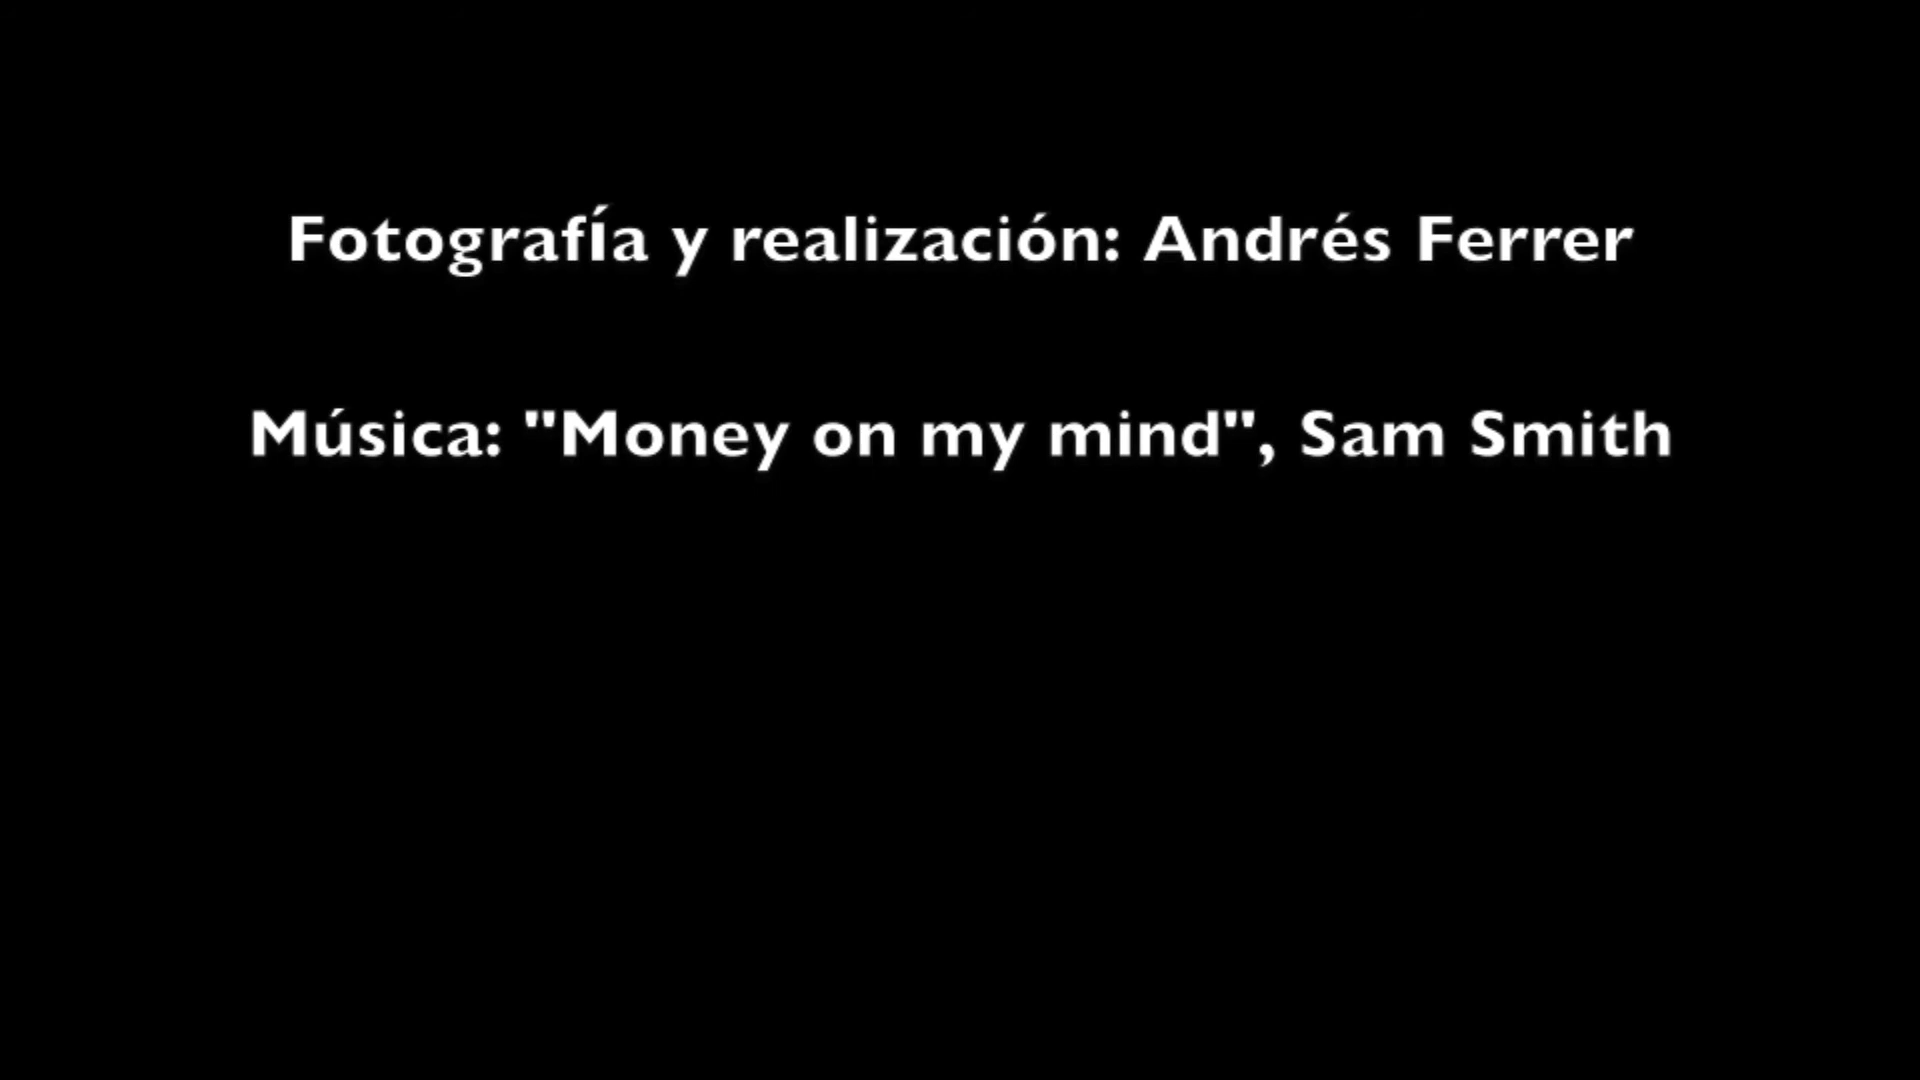 Fotografía y realización: Andrés Ferrer
Música: "Money on my mind", Sam Smith